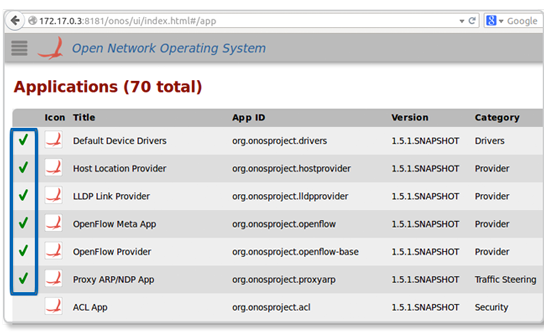 172.17.0.3:8181/onos/ui/index.html#/app
Google
Open Network Operating System
Applications (70 total)
Icon Title App ID Version Category
Default Device Drivers org.onosproject.drivers 1.5.1.SNAPSHOT Drivers
Host Location Provider org.onosproject.hostprovider 1.5.1.SNAPSHOT Provider
LLDP Link Provider org.onosproject.lldpprovider 1.5.1.SNAPSHOT Provider
OpenFlow Meta App org.onosproject.openflow 1.5.1.SNAPSHOT Provider
OpenFlow Provider org.onosproject.openflow-base 1.5.1.SNAPSHOT Provider
Proxy ARP/NDP App org.onosproject.proxyarp 1.5.1.SNAPSHOT Traffic Steering
ACL App org.onosproject.acl 1.5.1.SNAPSHOT Security